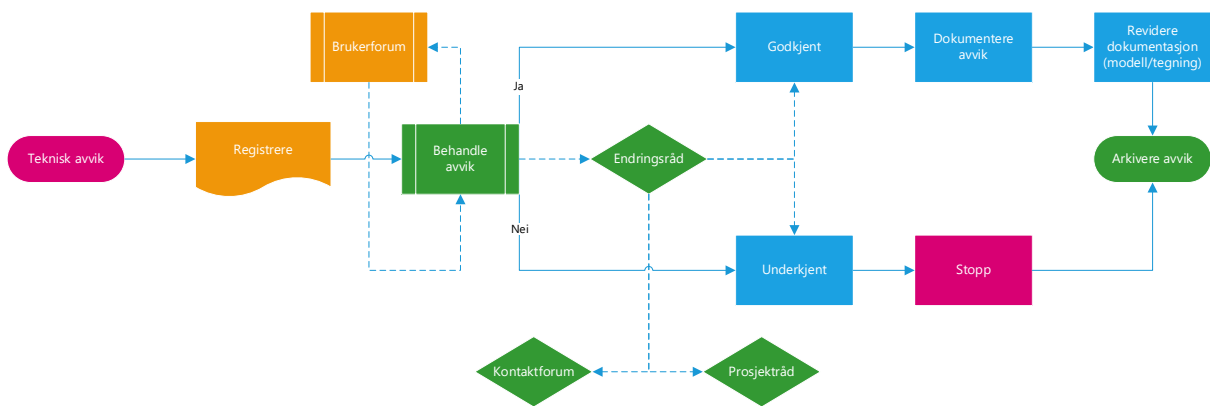 Brukerforum
Godkjent
Dokumentere
avvik
Revidere
dokumentasjon
(modell/tegning)
Ja
Teknisk avvik
Registrere
Behandle
avvik
Endringsråd
Arkivere avvik
Nei
Underkjent
Stopp
Kontaktforum
Prosjektråd